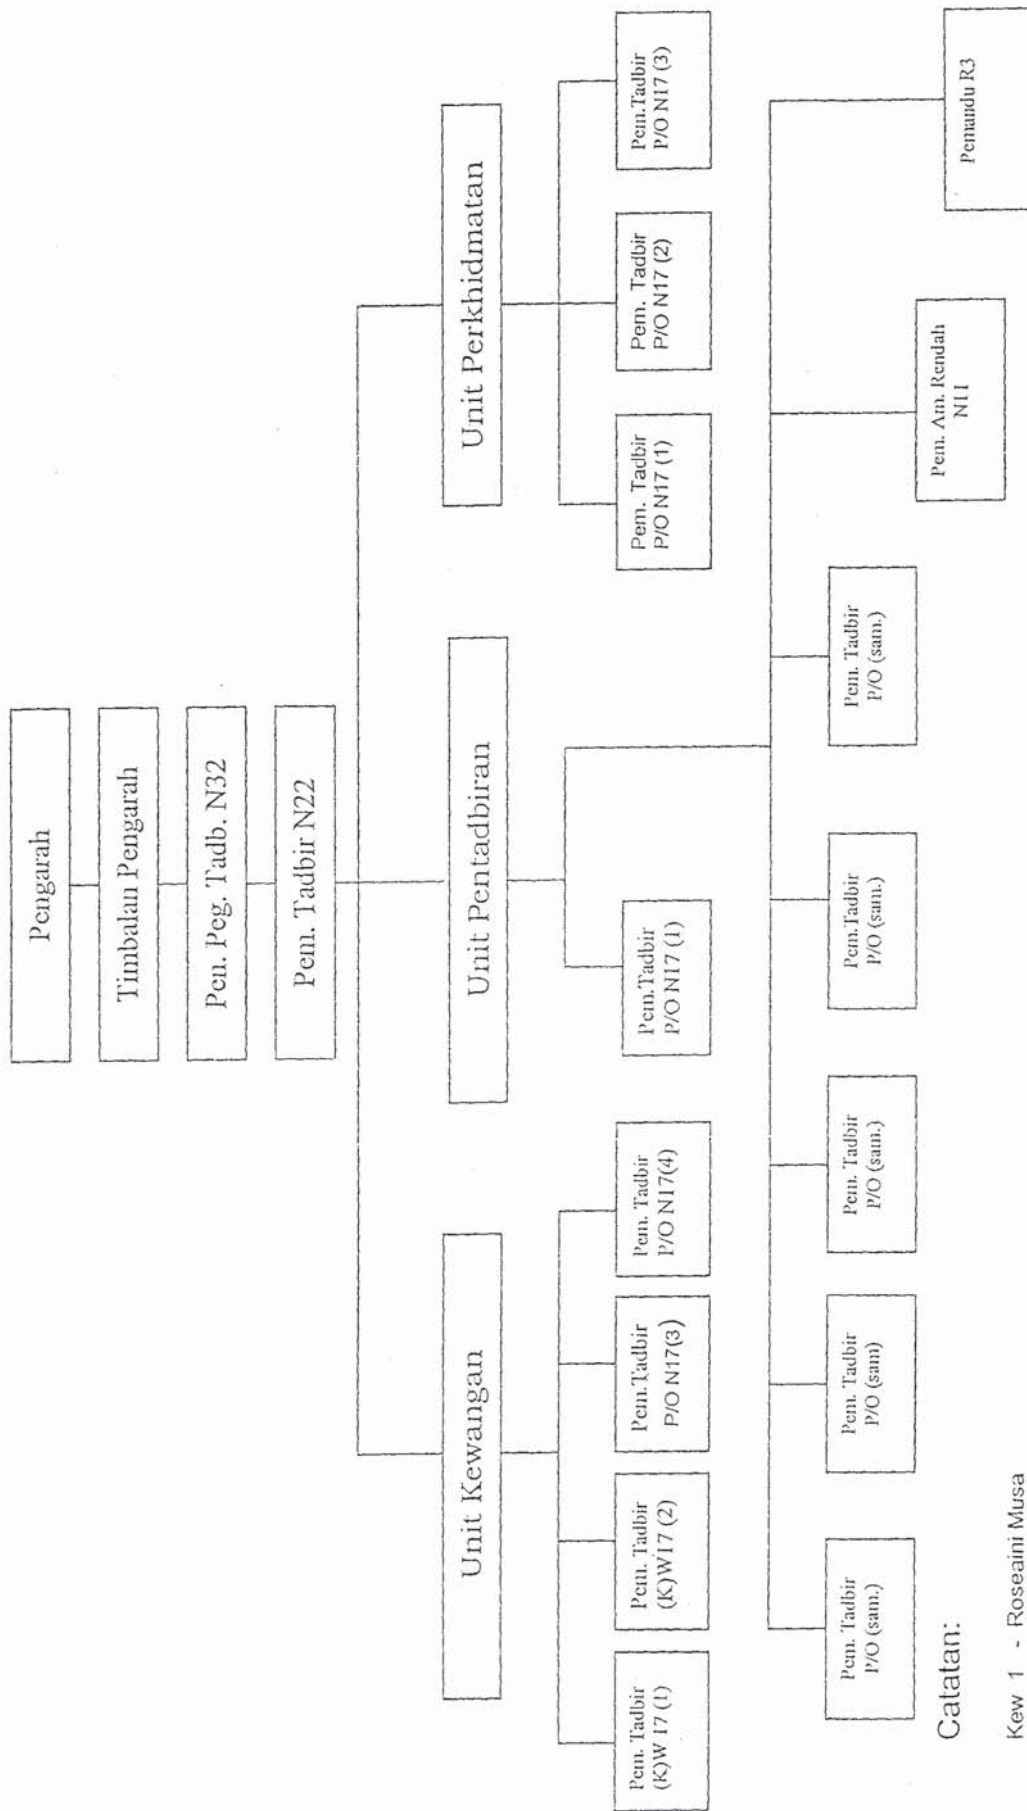 Pengarah
Timbalan Pengarah
Pen. Peg. Tadb. N32
Pem. Tadbir N22
Unit Kewangan
Unit Pentadbiran
Unit Perkhidmatan
Pem. Tadbir
(K)W 17 (1)
Pem. Tadbir
(K)W17 (2)
Pem.Tadbir
P/O N17(3)
Pem. Tadbir
P/O N17(4)
Pem.Tadbir
P/O N17 (1)
Pem. Tadbir
P/O N17 (1)
Pem. Tadbir
P/O N17 (2)
Pem.Tadbir
P/O N17 (3)
Pem. Tadbir
P/O (sam.)
Pem. Tadbir
P/O (sam)
Pem. Tadbir
P/O (sam.)
Pem.Tadbir
P/O (sam.)
Pem. Tadbir
P/O (sam.)
Pem. Am. Rendah
N11
Pemandu R3
Catatan:
Kew 1 - Roseaini Musa